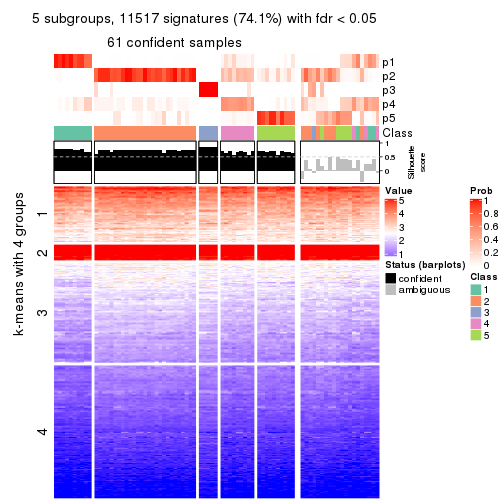 5 subgroups, 11517 signatures (74.1%) with fdr < 0.05
61 confident samples
p1
p2
p3
p4
p5
Class
1
0.5
0
Silhouette
score
k-means with 4 groups
1
2
3
4
Value
5
4
3
2
1
Status (barplots)
confident
ambiguous
Prob
1
0.8
0.6
0.4
0.2
0
Class
1
2
3
4
5